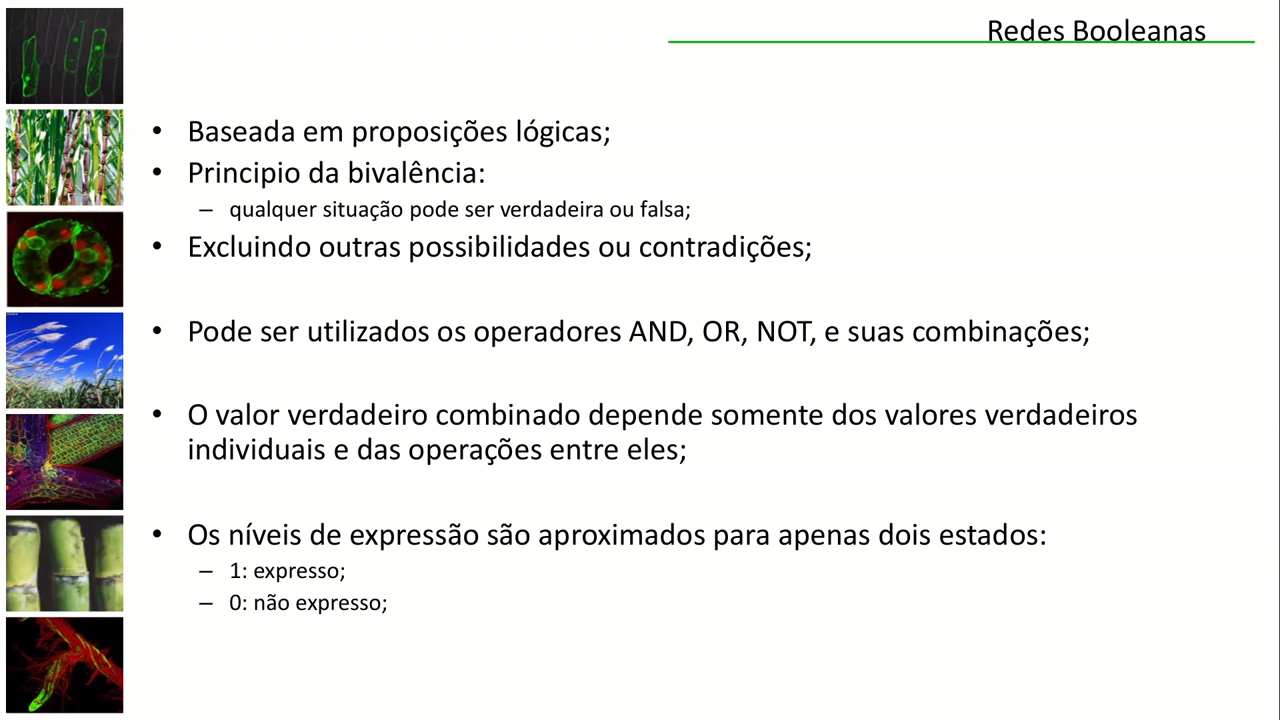 Redes Booleanas
• Baseada em proposições lógicas;
• Principio da bivalência:
– qualquer situação pode ser verdadeira ou falsa;
• Excluindo outras possibilidades ou contradições;
• Pode ser utilizados os operadores AND, OR, NOT, e suas combinações;
• O valor verdadeiro combinado depende somente dos valores verdadeiros
individuais e das operações entre eles;
• Os níveis de expressão são aproximados para apenas dois estados:
– 1: expresso;
– 0: não expresso;